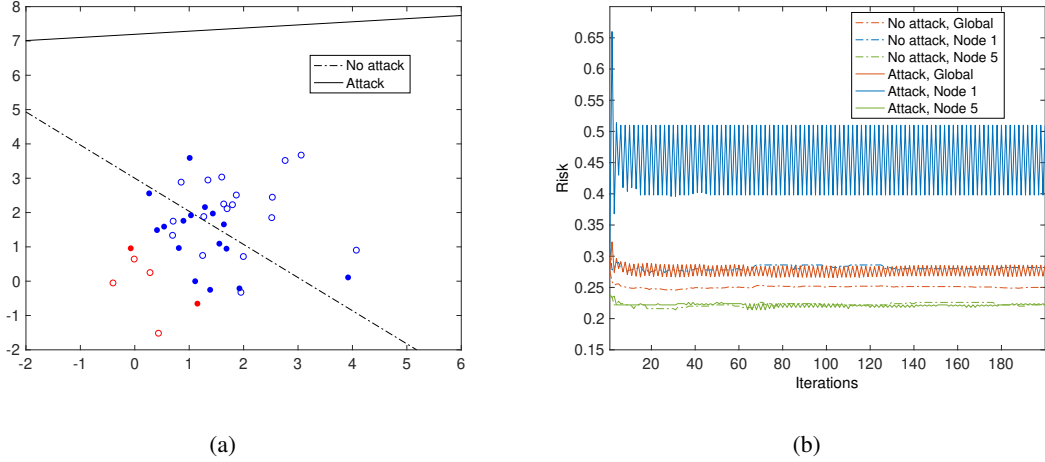 8
7
6
5
4
3
2
1
0
-1
-2
-2 -1 0 1 2 3 4 5 6
No attack
Attack
(a)
0.65
0.6
0.55
0.5
0.45
0.4
0.35
0.3
0.25
0.2
0.15
Risk
20 40 60 80 100 120 140 160 180
Iterations
No attack, Global
No attack, Node 1
No attack, Node 5
Attack, Global
Attack, Node 1
Attack, Node 5
(b)